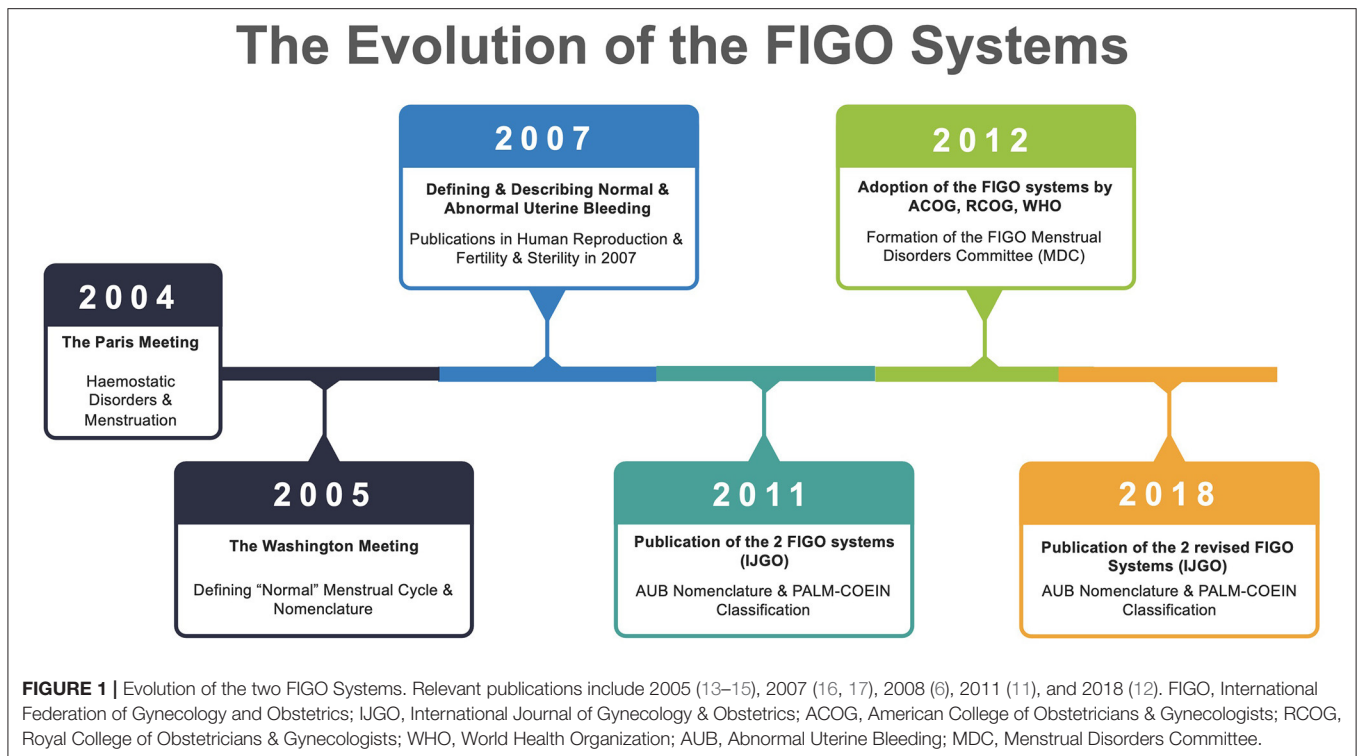 The Evolution of the FIGO Systems
2004
The Paris Meeting
Haemostatic
Disorders &
Menstruation
2005
The Washington Meeting
Defining “Normal” Menstrual Cycle &
Nomenclature
2007
Defining & Describing Normal &
Abnormal Uterine Bleeding
Publications in Human Reproduction &
Fertility & Sterility in 2007
2011
Publication of the 2 FIGO systems
(IJGO)
AUB Nomenclature & PALM-COEIN
Classification
2012
Adoption of the FIGO systems by
ACOG, RCOG, WHO
Formation of the FIGO Menstrual
Disorders Committee (MDC)
2018
Publication of the 2 revised FIGO
Systems (IJGO)
AUB Nomenclature & PALM-COEIN
Classification
FIGURE 1 | Evolution of the two FIGO Systems. Relevant publications include 2005 (13–15), 2007 (16, 17), 2008 (6), 2011 (11), and 2018 (12). FIGO, International
Federation of Gynecology and Obstetrics; IJGO, International Journal of Gynecology & Obstetrics; ACOG, American College of Obstetricians & Gynecologists; RCOG,
Royal College of Obstetricians & Gynecologists; WHO, World Health Organization; AUB, Abnormal Uterine Bleeding; MDC, Menstrual Disorders Committee.